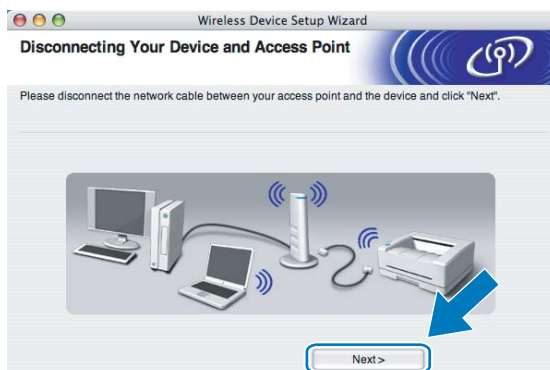 Wireless Device Setup Wizard
Disconnecting Your Device and Access Point
Please disconnect the network cable between your access point and the device and click "Next".
Next >